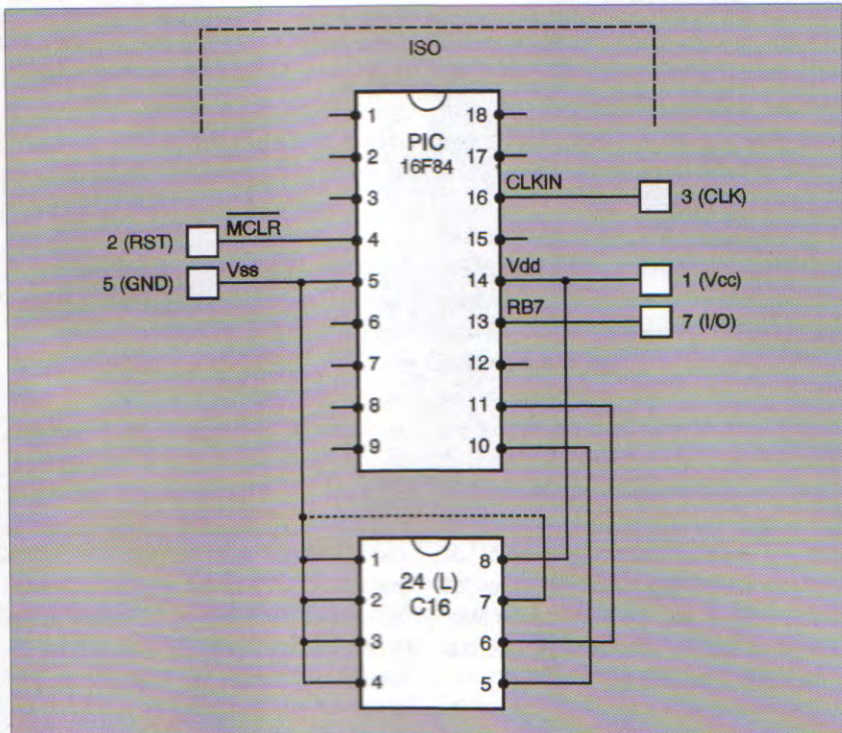 ISO
PIC
16F84
1
2
3
4
5
6
7
8
9
18
17
16
15
14
13
12
11
10
CLKIN
3 (CLK)
MCLR
2 (RST)
Vss
5 (GND)
Vdd
1 (Vcc)
RB7
7 (I/O)
24 (L)
C16
1
2
3
4
8
7
6
5